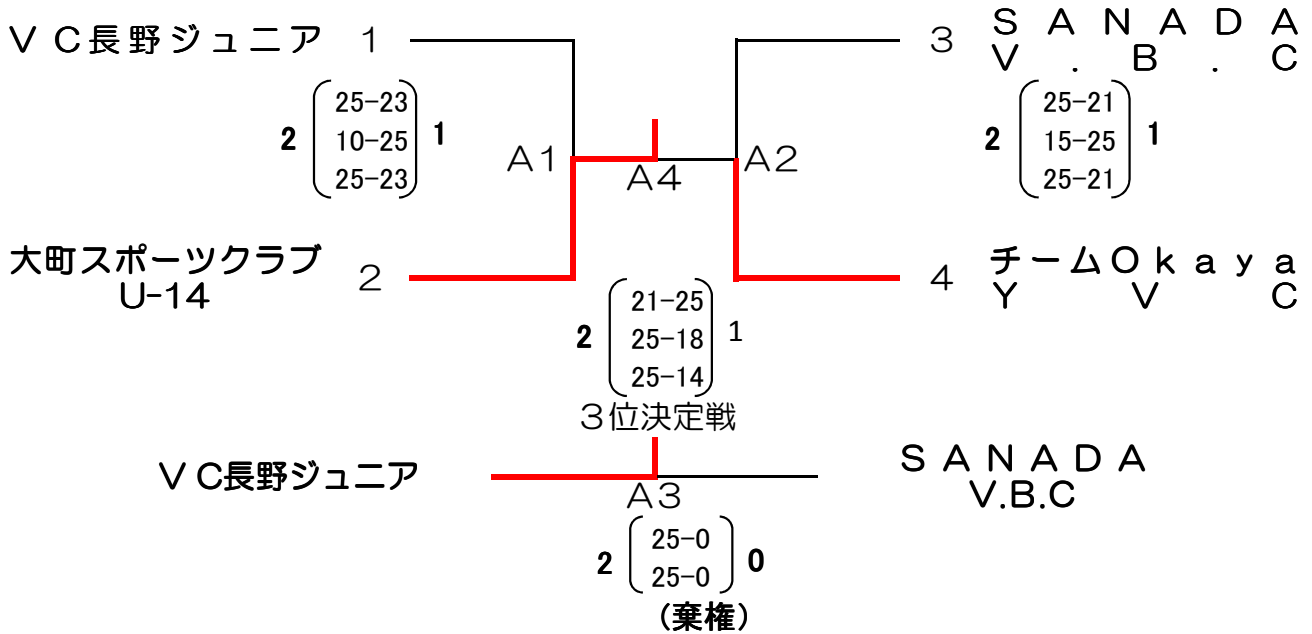 ＶＣ長野ジュニア 1
3 ＳＡＮＡＤＡ
Ｖ．Ｂ．Ｃ
2 25-23 1
10-25
25-23
2 25-21 1
15-25
25-21
A1
A4
A2
大町スポーツクラブ
U-14
2
4 チームＯｋａｙａ
ＹＶＣ
2 21-25 1
25-18
25-14
３位決定戦
ＶＣ長野ジュニア
ＳＡＮＡＤＡ
V.B.C
A3
2 25-0 0
25-0
（棄権）